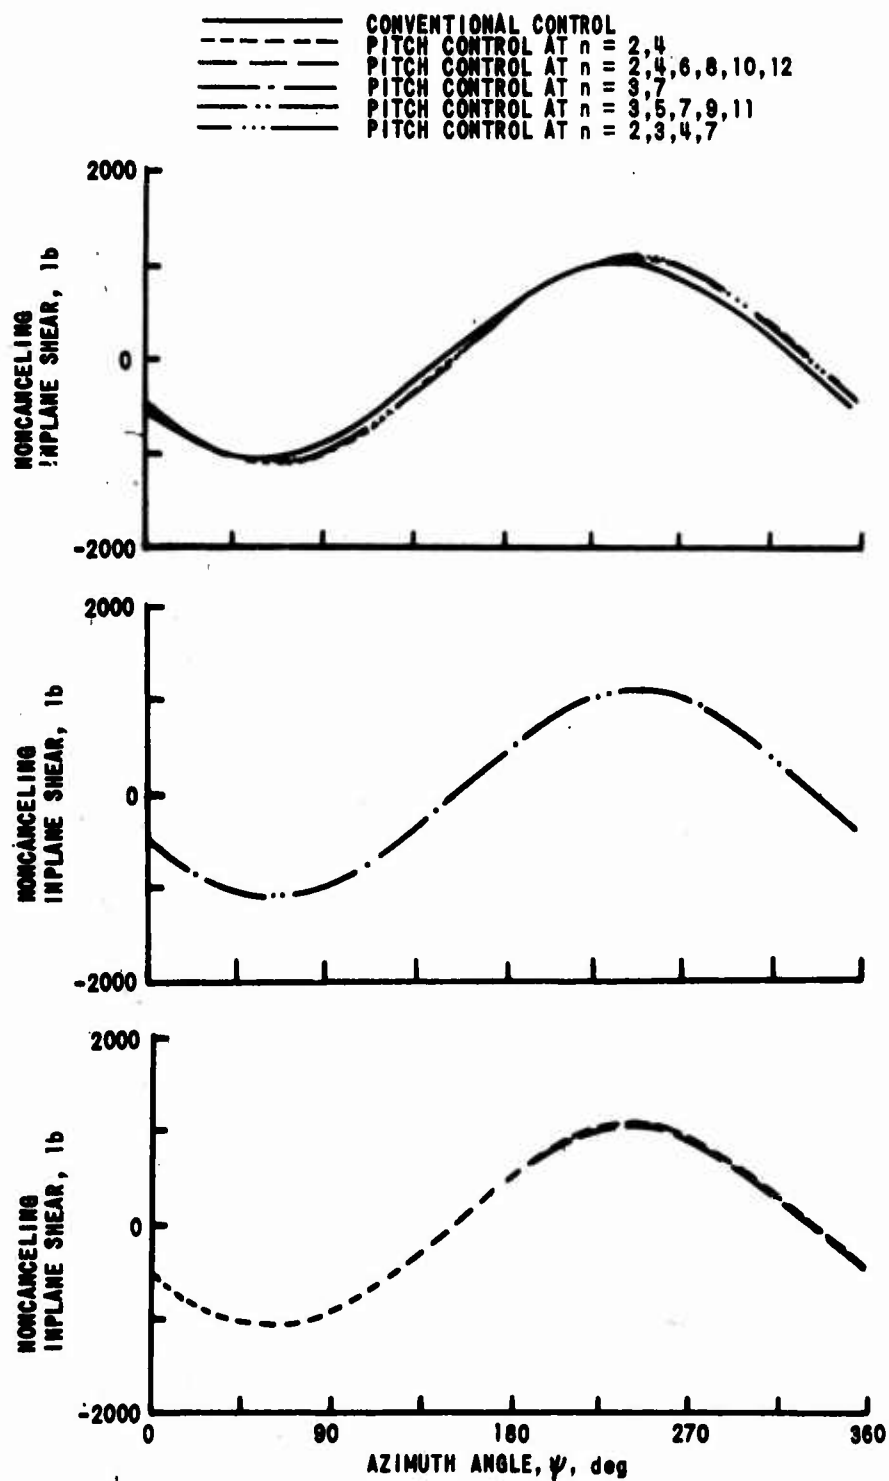 CONVENTIONAL CONTROL
PITCH CONTROL AT n = 2,4
PITCH CONTROL AT n = 2,4,6,8,10,12
PITCH CONTROL AT n = 3,7
PITCH CONTROL AT n = 3,5,7,9,11
PITCH CONTROL AT n = 2,3,4,7
2000
0
-2000
NONCANCELING
INPLANE SHEAR, lb
2000
0
-2000
NONCANCELING
INPLANE SHEAR, lb
2000
0
-2000
NONCANCELING
INPLANE SHEAR, lb
0 90 180 270 360
AZIMUTH ANGLE, ψ, deg